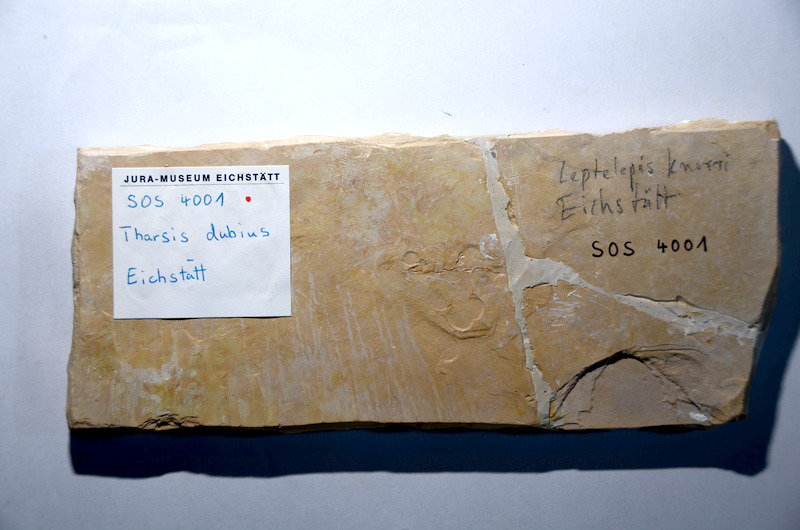 JURA-MUSEUM EICHSTÄTT
SOS 4001
Tharsis dubius
Eichstätt
Leptolepis knorri
Eichstätt
SOS 4001